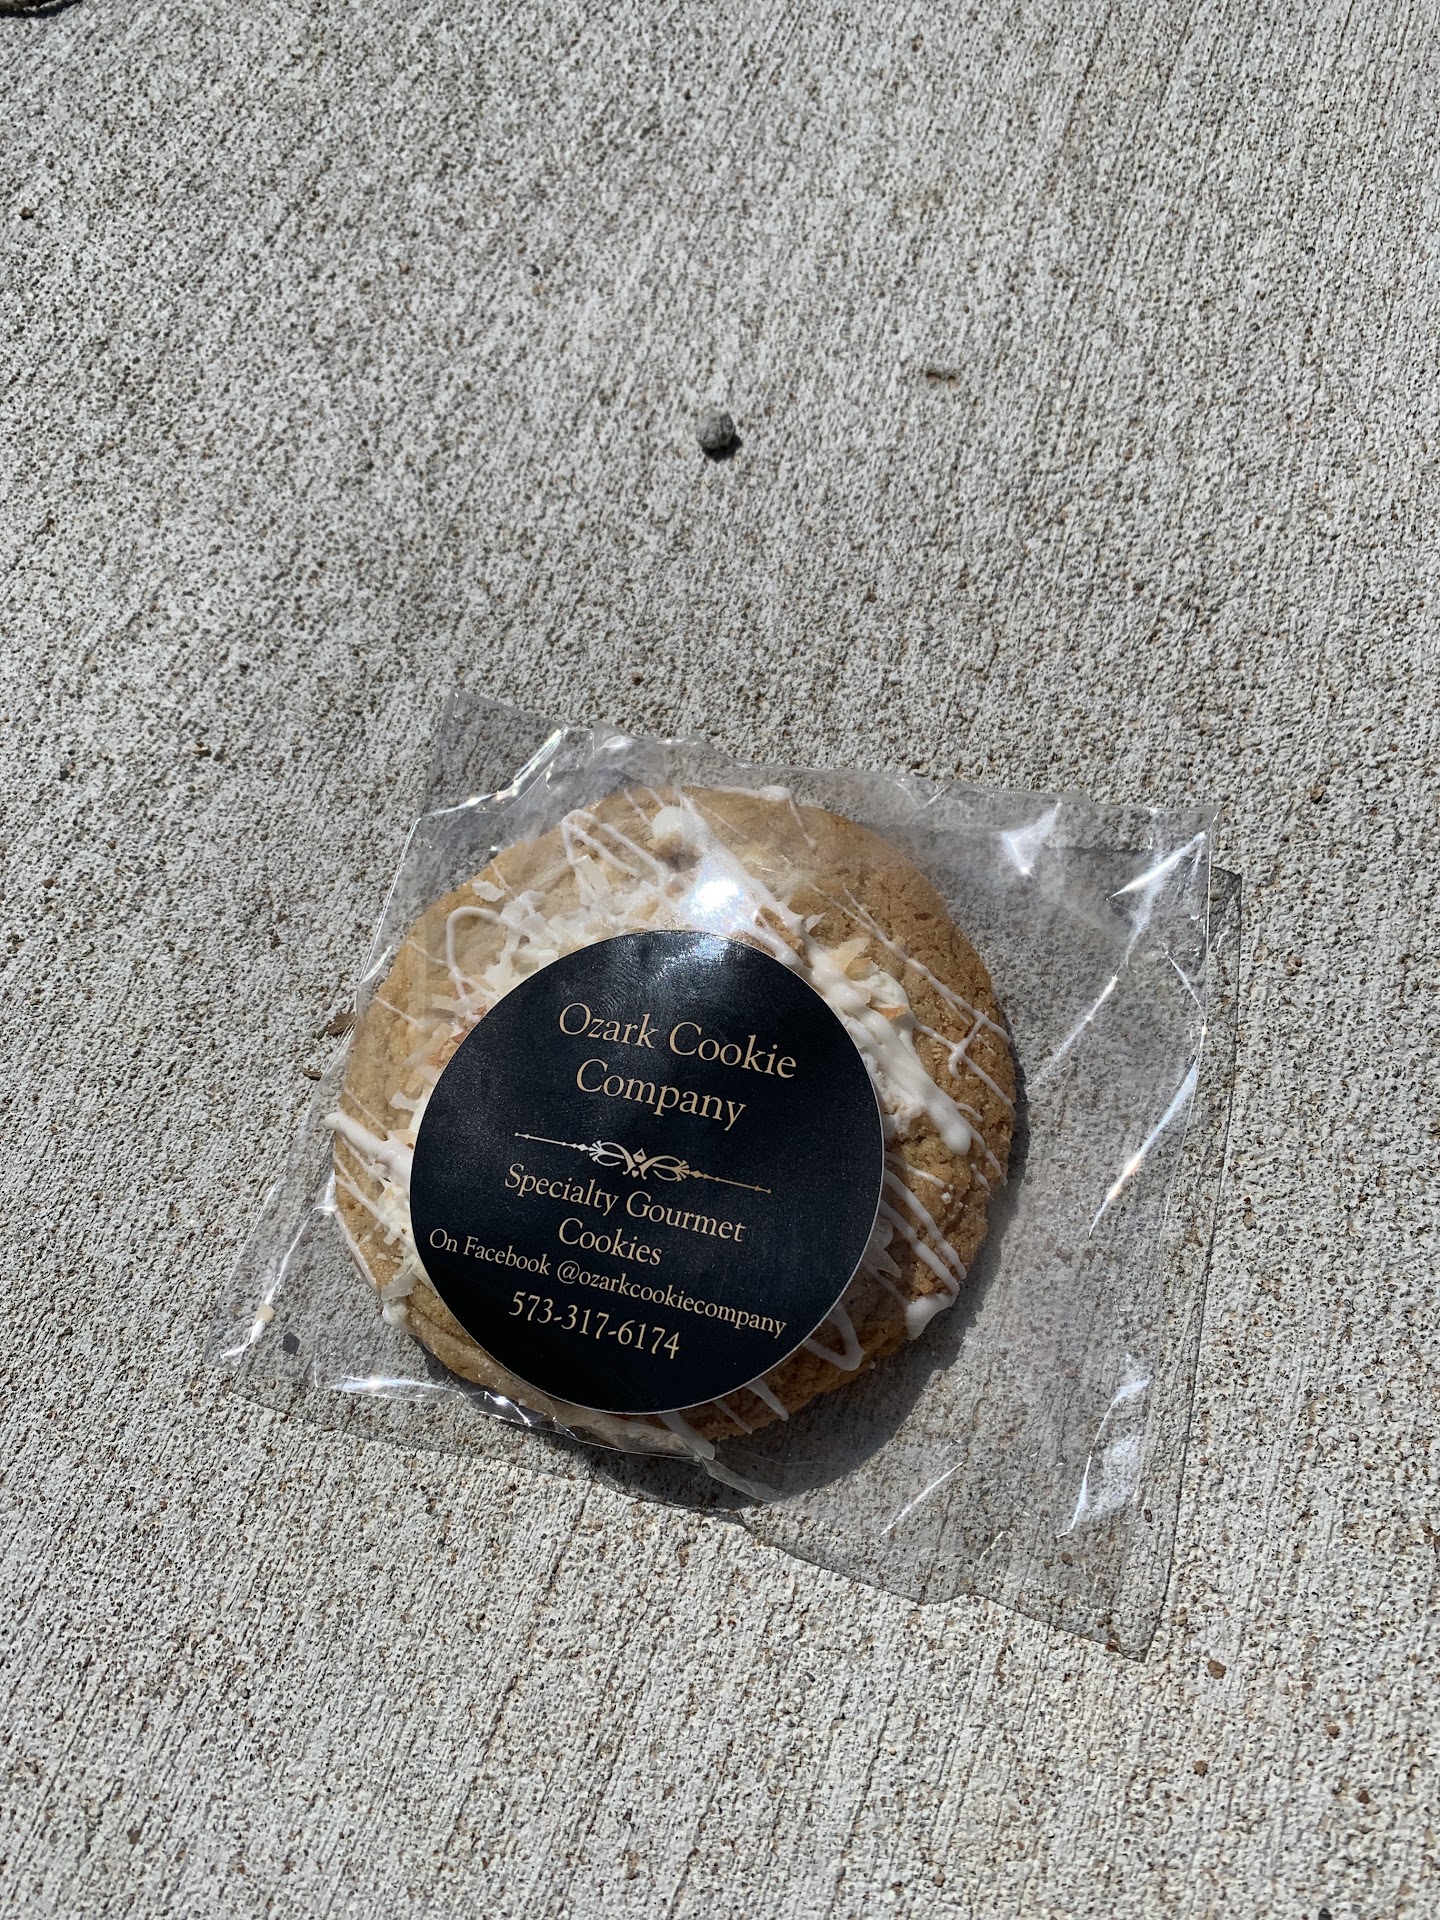 Ozark Cookie
Company
Specialty Gourmet
Cookies
On Facebook @ozarkcookiecompany
573-317-6174